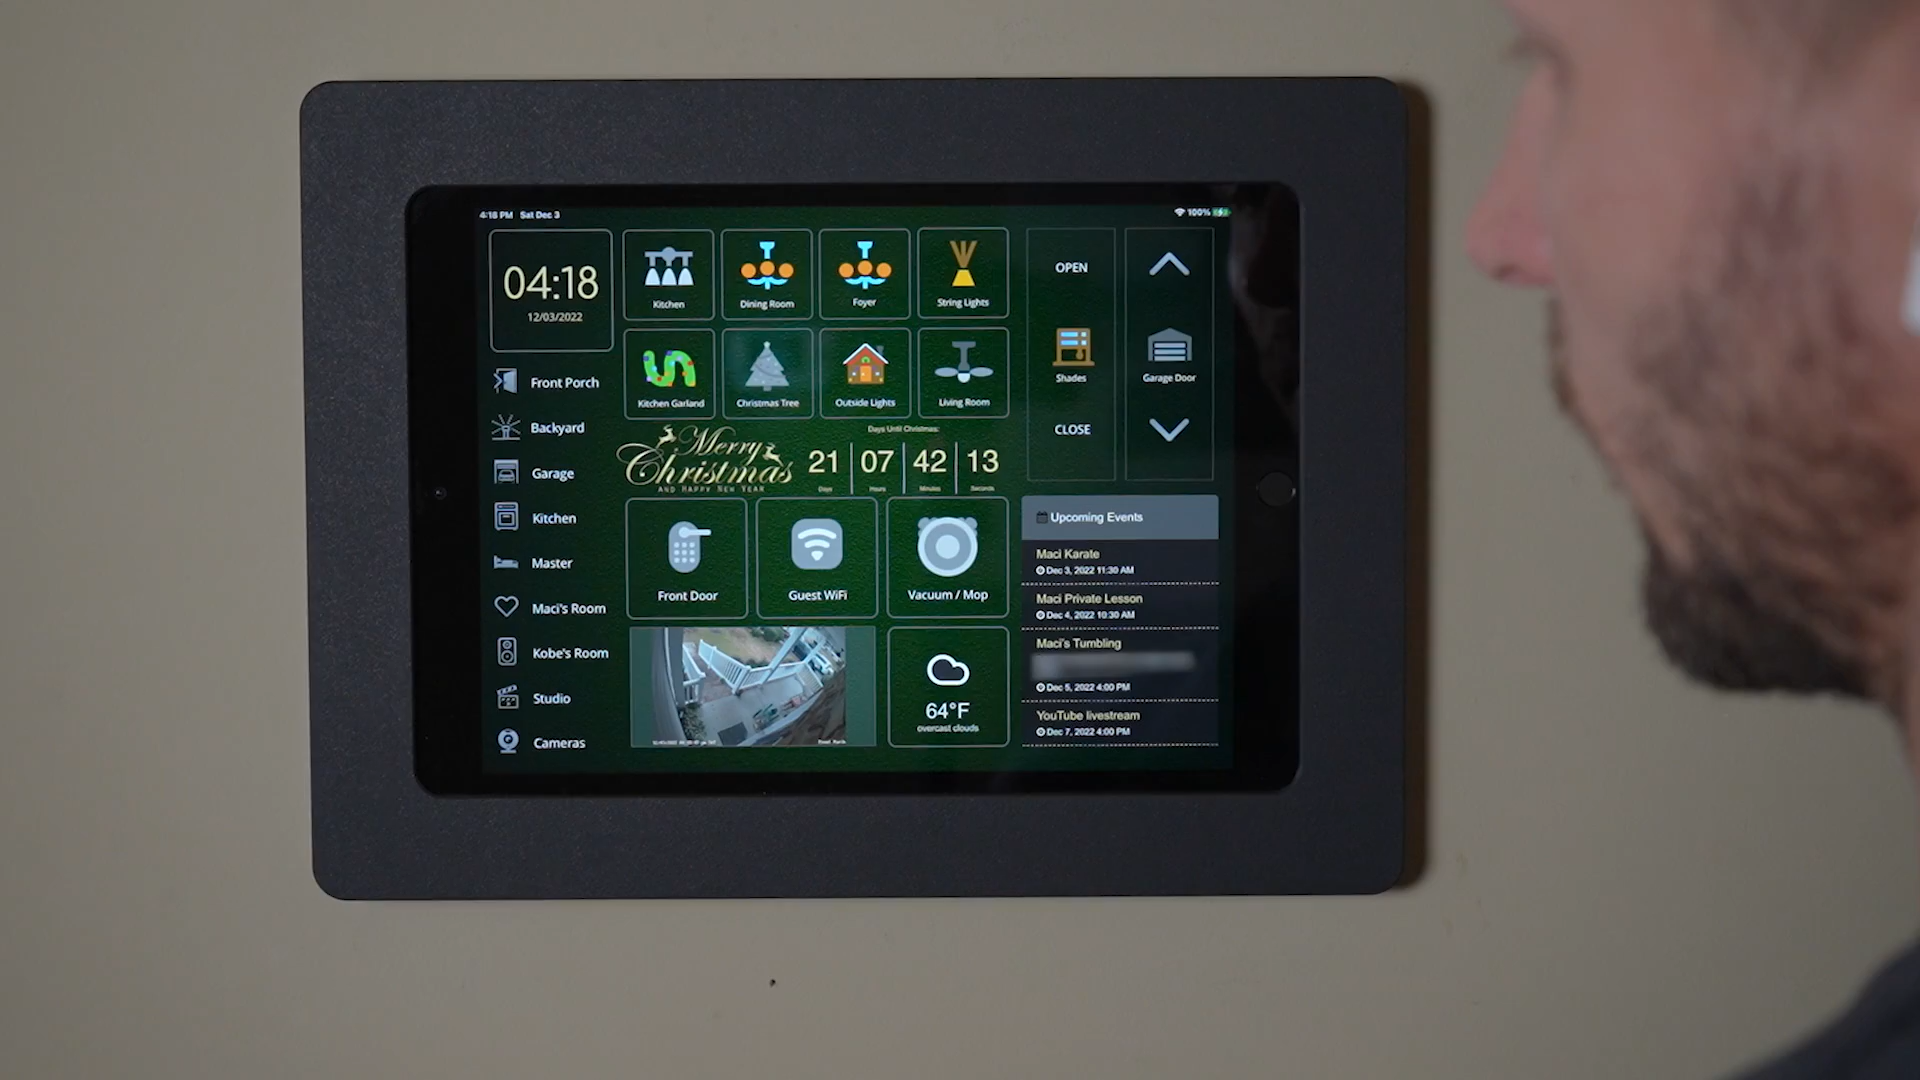 4:18 PM Sat Dec 3
100%
04:18
12/03/2022
Kitchen
Dining Room
Foyer
String Lights
Kitchen Garland
Christmas Tree
Outside Lights
Living Room
OPEN
Shades
CLOSE
Garage Door
Front Porch
Backyard
Garage
Kitchen
Master
Maci's Room
Kobe's Room
Studio
Cameras
Merry
Christmas
AND HAPPY NEW YEAR
Days Until Christmas:
21 07 42 13
Days Hours Minutes Seconds
Front Door
Guest WiFi
Vacuum / Mop
64°F
overcast clouds
Upcoming Events
Maci Karate
Dec 3, 2022 11:30 AM
Maci Private Lesson
Dec 4, 2022 10:30 AM
Maci's Tumbling
Dec 5, 2022 4:00 PM
YouTube livestream
Dec 7, 2022 4:00 PM